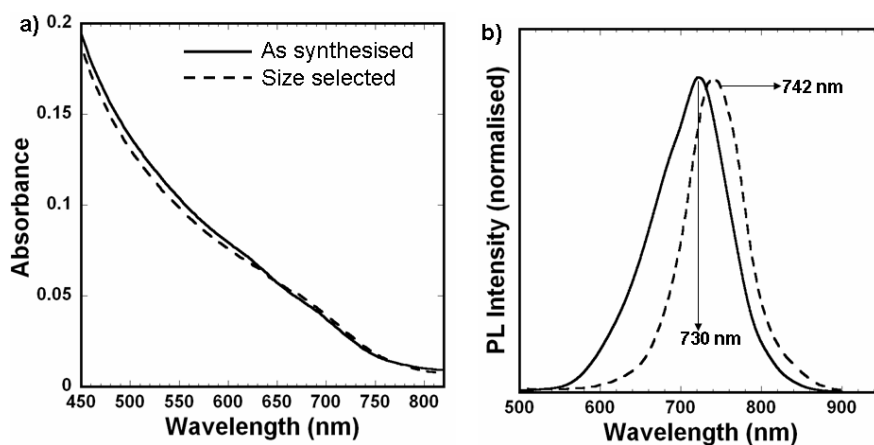 a)
0.2
0.15
0.1
0.05
0
Absorbance
As synthesised
Size selected
450 500 550 600 650 700 750 800
Wavelength (nm)
b)
PL Intensity (normalised)
742 nm
730 nm
500 600 700 800 900
Wavelength (nm)